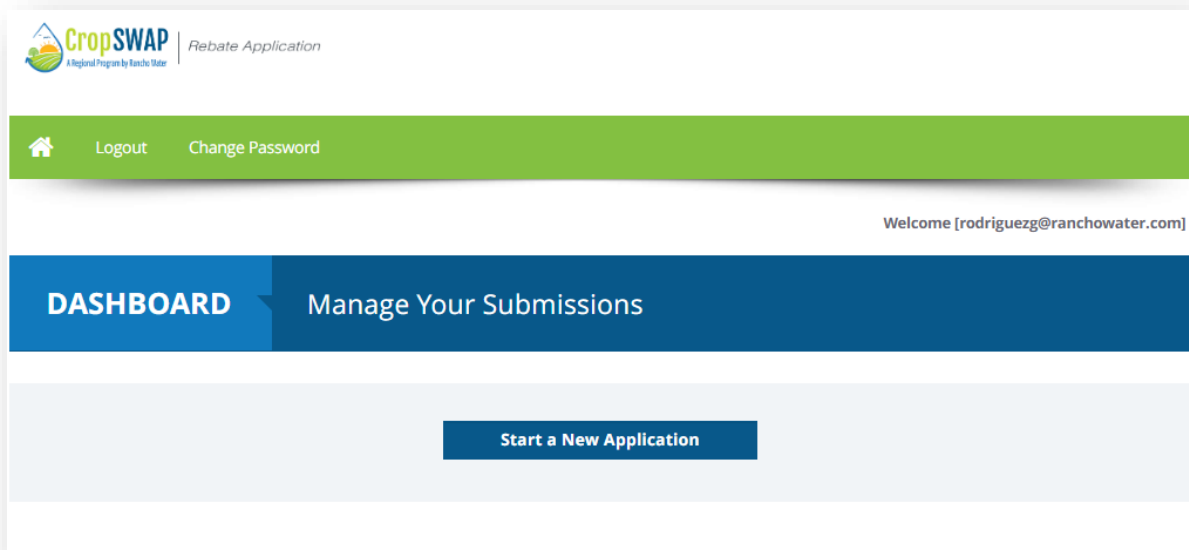 CropSWAP
A Regional Program by Rancho Water
Rebate Application
Logout Change Password
Welcome [rodriguezg@ranchowater.com]
DASHBOARD Manage Your Submissions
Start a New Application